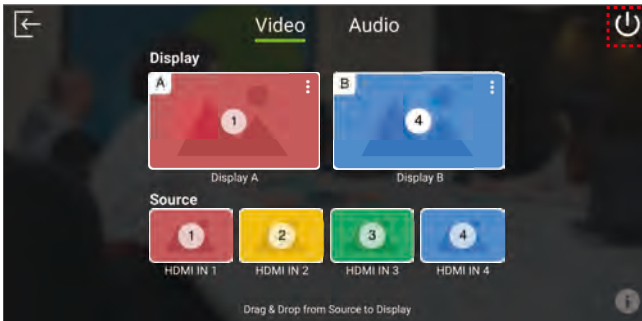 Video Audio
Display
A B
1 4
Display A Display B
Source
1 2 3 4
HDMI IN 1 HDMI IN 2 HDMI IN 3 HDMI IN 4
Drag & Drop from Source to Display
i